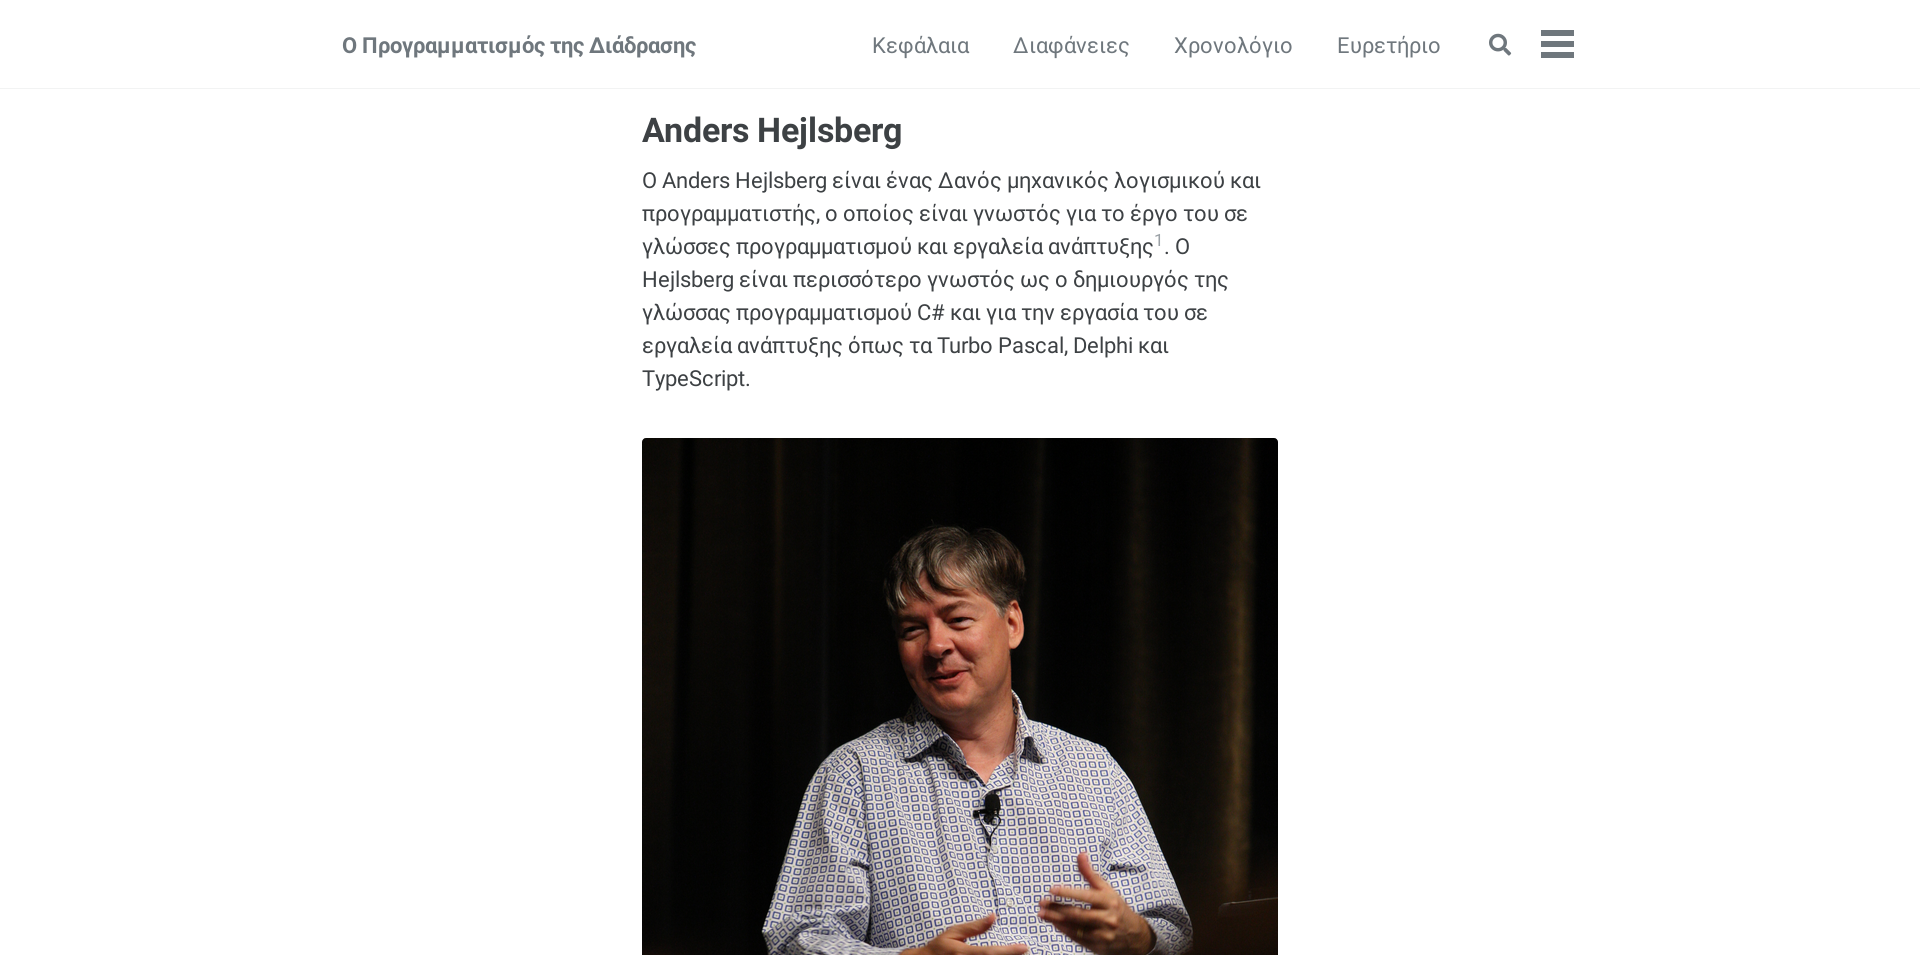 Ο Προγραμματισμός της Διάδρασης
Κεφάλαια
Διαφάνειες
Χρονολόγιο
Ευρετήριο
Anders Hejlsberg
Ο Anders Hejlsberg είναι ένας Δανός μηχανικός λογισμικού και
προγραμματιστής, ο οποίος είναι γνωστός για το έργο του σε
γλώσσες προγραμματισμού και εργαλεία ανάπτυξης1. Ο
Hejlsberg είναι περισσότερο γνωστός ως ο δημιουργός της
γλώσσας προγραμματισμού C# και για την εργασία του σε
εργαλεία ανάπτυξης όπως τα Turbo Pascal, Delphi και
TypeScript.